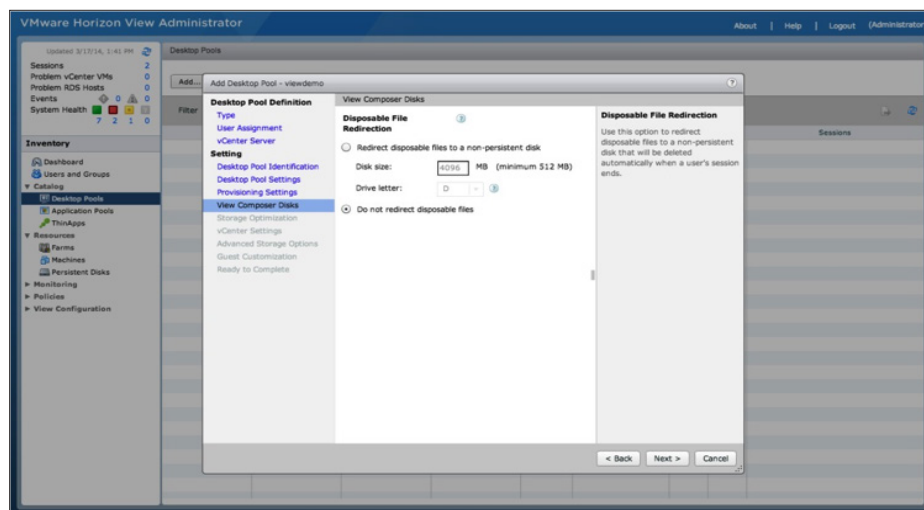 VMware Horizon View Administrator
About | Help | Logout (Administrator
Updated 3/17/14, 1:41 PM
Sessions 2
Problem vCenter VMs 0
Problem RDS Hosts 0
Events 0 0
System Health
7 2 1 0
Inventory
Dashboard
Users and Groups
Catalog
Desktop Pools
Application Pools
ThinApps
Resources
Farms
Machines
Persistent Disks
Monitoring
Policies
View Configuration
Desktop Pools
Add...
Filter
Sessions
Add Desktop Pool - viewdemo
?
Desktop Pool Definition
Type
User Assignment
vCenter Server
Setting
Desktop Pool Identification
Desktop Pool Settings
Provisioning Settings
View Composer Disks
Storage Optimization
vCenter Settings
Advanced Storage Options
Guest Customization
Ready to Complete
View Composer Disks
Disposable File
Redirection
Redirect disposable files to a non-persistent disk
Disk size: 4096 MB (minimum 512 MB)
Drive letter: D
Do not redirect disposable files
Disposable File Redirection
Use this option to redirect
disposable files to a non-persistent
disk that will be deleted
automatically when a user's session
ends.
< Back
Next >
Cancel